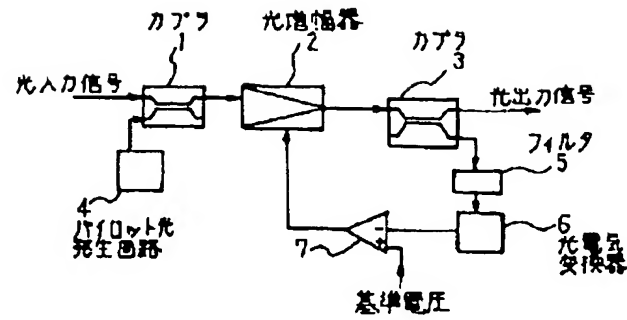 カプラ
1
光増幅器
2
カプラ
3
光入力信号
光出力信号
フィルタ
5
4
パイロット光
発生回路
7
-
+
6
光電気
変換器
基準電圧